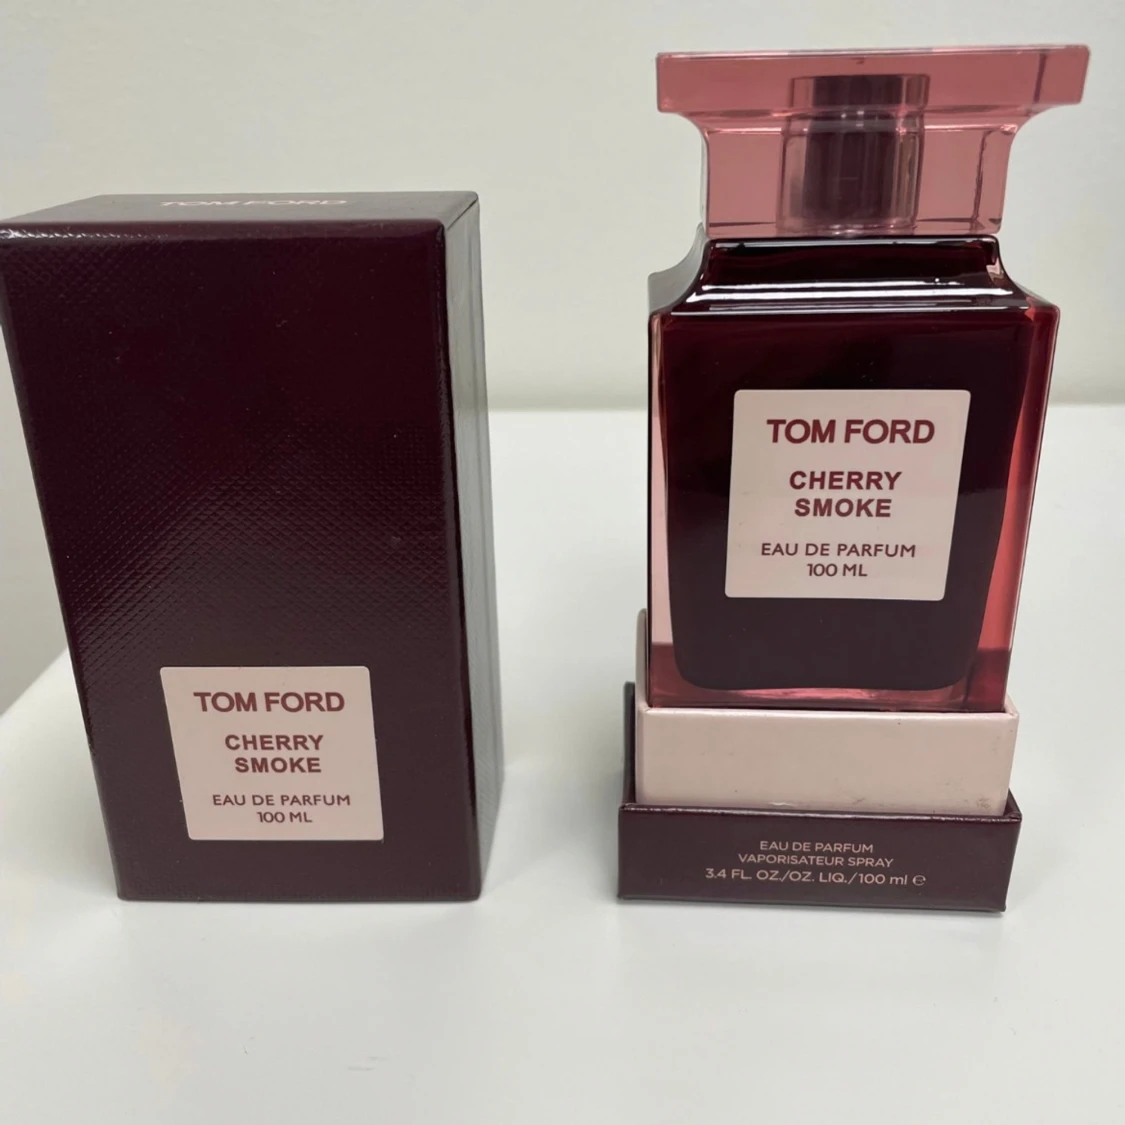 TOM FORD
TOM FORD
CHERRY
SMOKE
EAU DE PARFUM
100 ML
TOM FORD
CHERRY
SMOKE
EAU DE PARFUM
100 ML
EAU DE PARFUM
VAPORISATEUR SPRAY
3.4 FL. OZ./OZ. LIQ./100 ml ℮